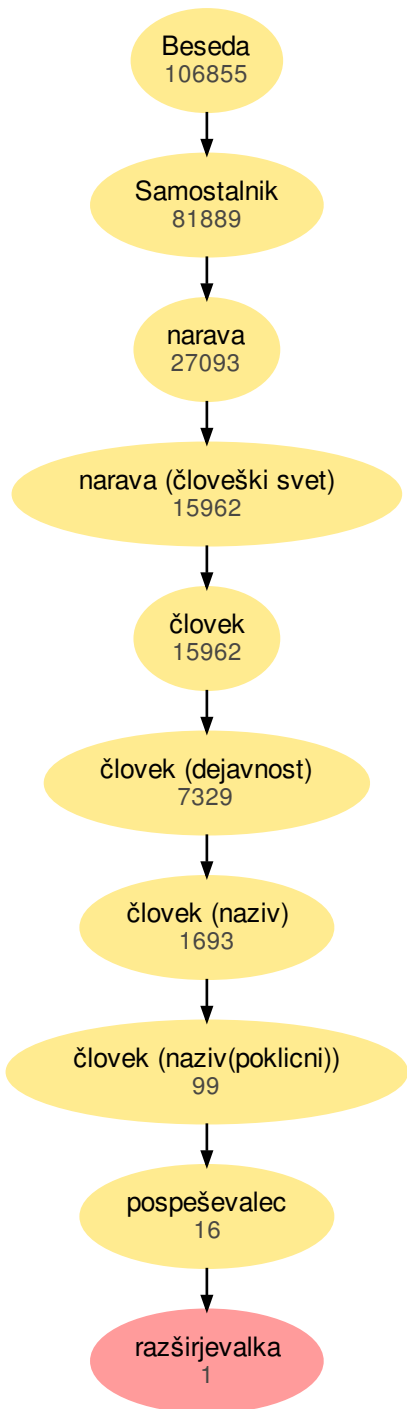 Beseda
106855
Samostalnik
81889
narava
27093
narava (človeški svet)
15962
človek
15962
človek (dejavnost)
7329
človek (naziv)
1693
človek (naziv(poklicni))
99
pospeševalec
16
razširjevalka
1